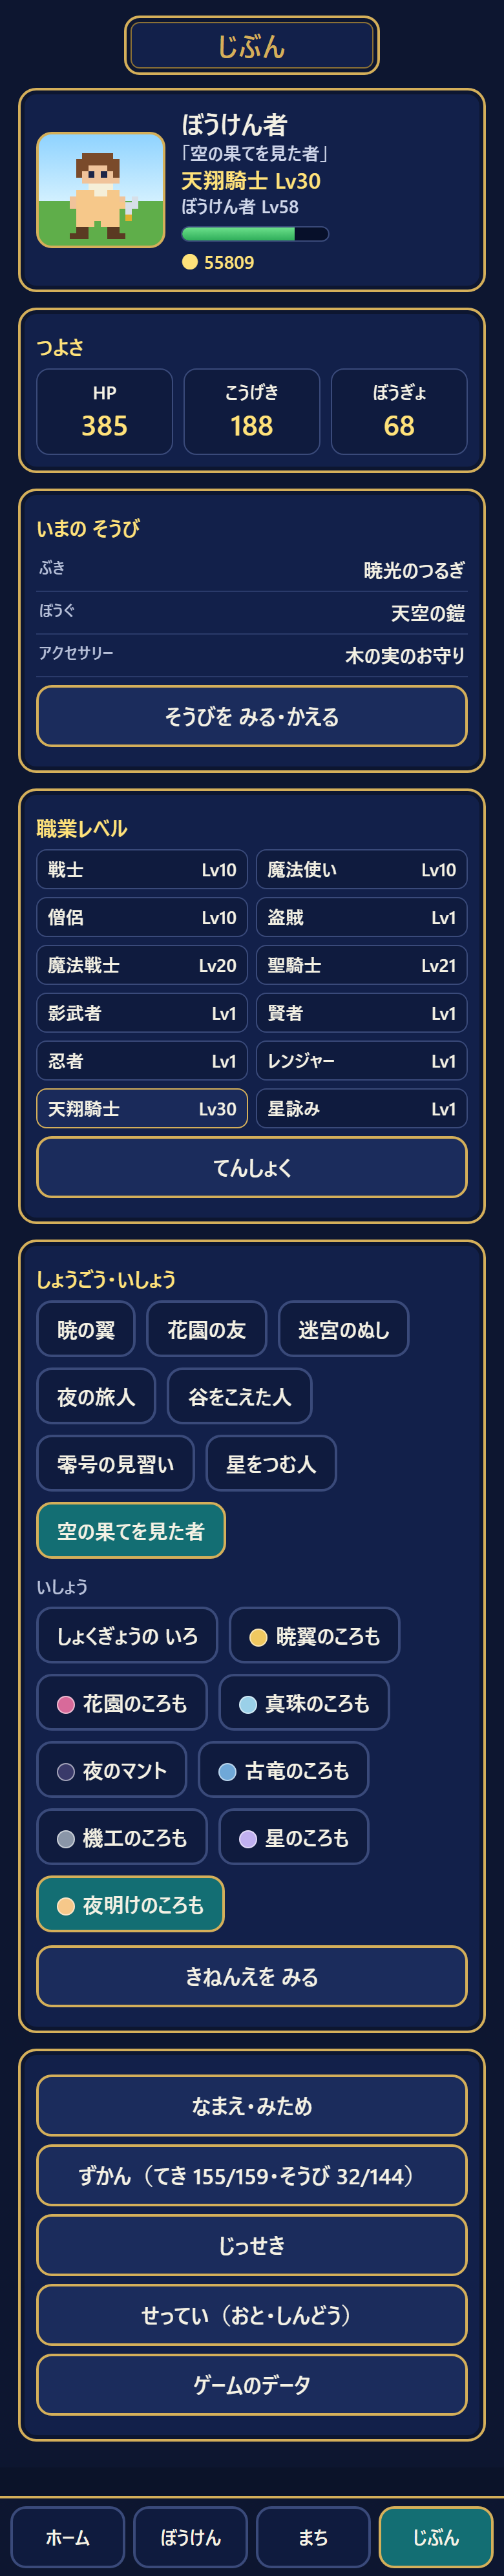 じぶん
ぼうけん者
「空の果てを見た者」
天翔騎士 Lv30
ぼうけん者 Lv58
55809
つよさ
HP こうげき ぼうぎょ
385 188 68
いまの そうび
ぶき 暁光のつるぎ
ぼうぐ 天空の鎧
アクセサリー 木の実のお守り
そうびを みる・かえる
職業レベル
戦士 Lv10 魔法使い Lv10
僧侶 Lv10 盗賊 Lv1
魔法戦士 Lv20 聖騎士 Lv21
影武者 Lv1 賢者 Lv1
忍者 Lv1 レンジャー Lv1
天翔騎士 Lv30 星詠み Lv1
てんしょく
しょうごう・いしょう
暁の翼 花園の友 迷宮のぬし
夜の旅人 谷をこえた人
零号の見習い 星をつむ人
空の果てを見た者
いしょう
しょくぎょうの いろ 暁翼のころも
花園のころも 真珠のころも
夜のマント 古竜のころも
機工のころも 星のころも
夜明けのころも
きねんえを みる
なまえ・みため
ずかん（てき 155/159・そうび 32/144）
じっせき
せってい（おと・しんどう）
ゲームのデータ
ホーム ぼうけん まち じぶん